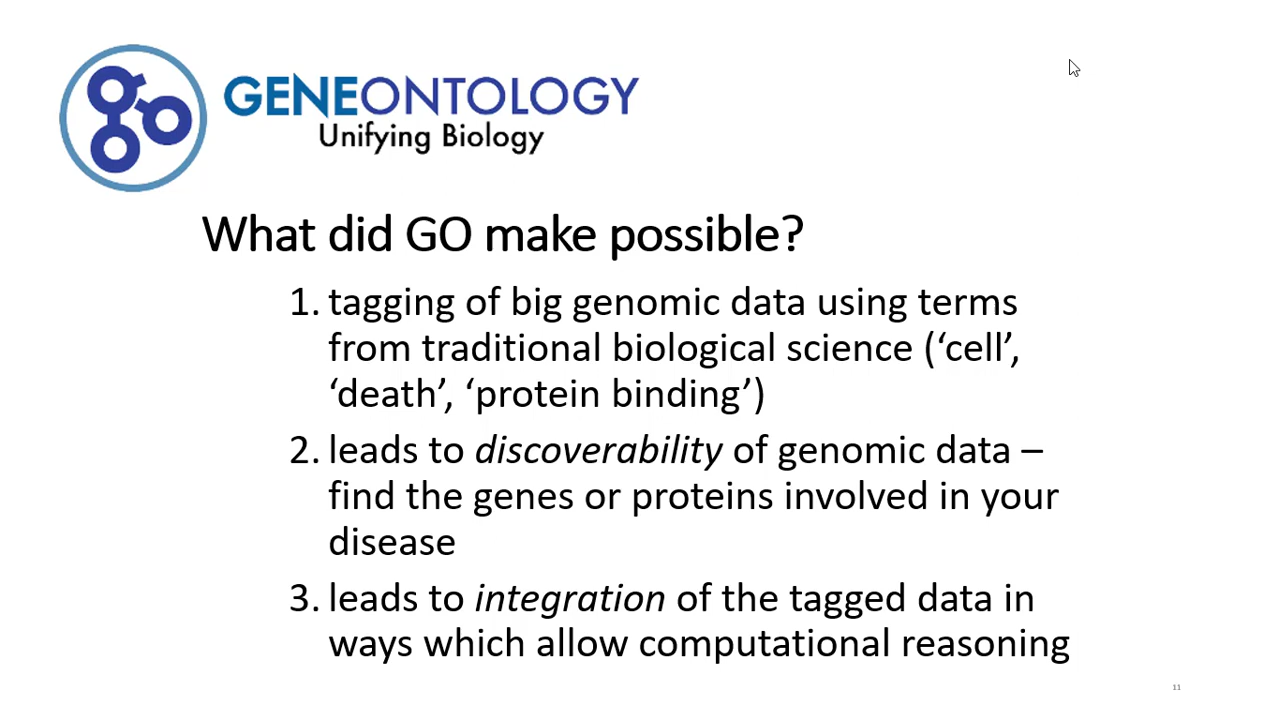 go
GENEONTOLOGY
Unifying Biology
What did GO make possible?
1. tagging of big genomic data using terms
from traditional biological science (‘cell’,
‘death’, ‘protein binding’)
2. leads to discoverability of genomic data –
find the genes or proteins involved in your
disease
3. leads to integration of the tagged data in
ways which allow computational reasoning
11